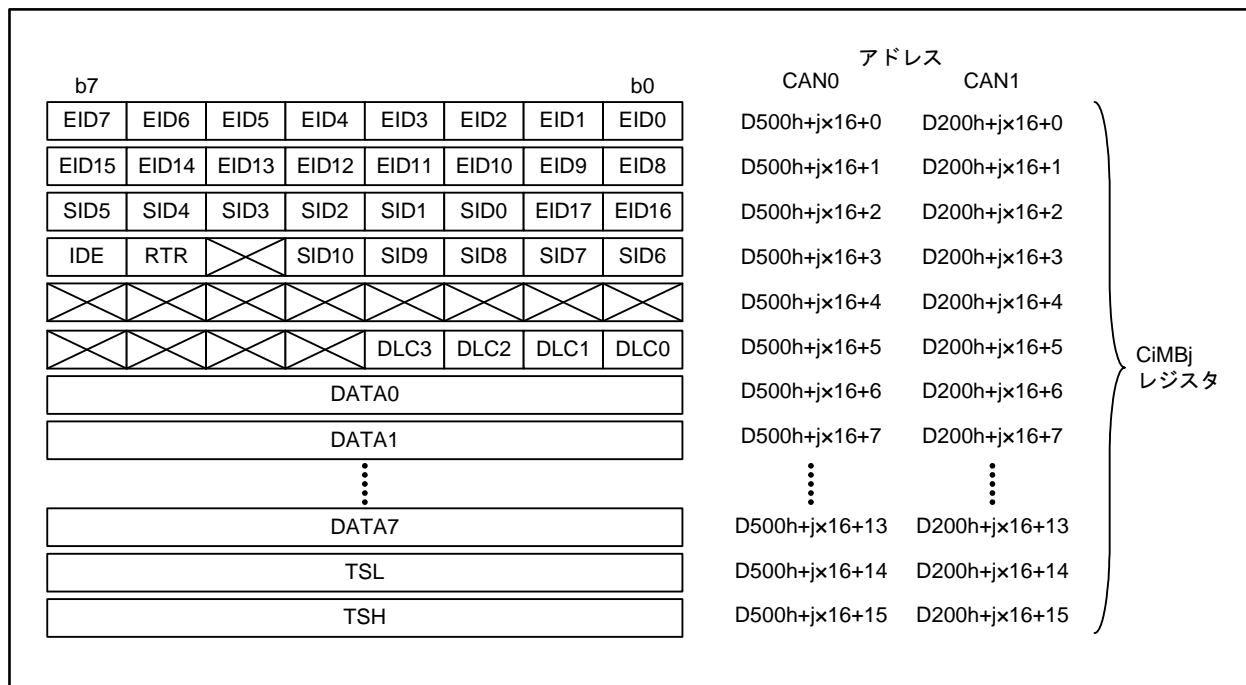 アドレス
b7 b0 CAN0 CAN1
EID7 EID6 EID5 EID4 EID3 EID2 EID1 EID0 D500h+j×16+0 D200h+j×16+0
EID15 EID14 EID13 EID12 EID11 EID10 EID9 EID8 D500h+j×16+1 D200h+j×16+1
SID5 SID4 SID3 SID2 SID1 SID0 EID17 EID16 D500h+j×16+2 D200h+j×16+2
IDE RTR SID10 SID9 SID8 SID7 SID6 D500h+j×16+3 D200h+j×16+3
D500h+j×16+4 D200h+j×16+4
DLC3 DLC2 DLC1 DLC0 D500h+j×16+5 D200h+j×16+5
DATA0 D500h+j×16+6 D200h+j×16+6
DATA1 D500h+j×16+7 D200h+j×16+7
DATA7 D500h+j×16+13 D200h+j×16+13
TSL D500h+j×16+14 D200h+j×16+14
TSH D500h+j×16+15 D200h+j×16+15
CiMBj
レジスタ